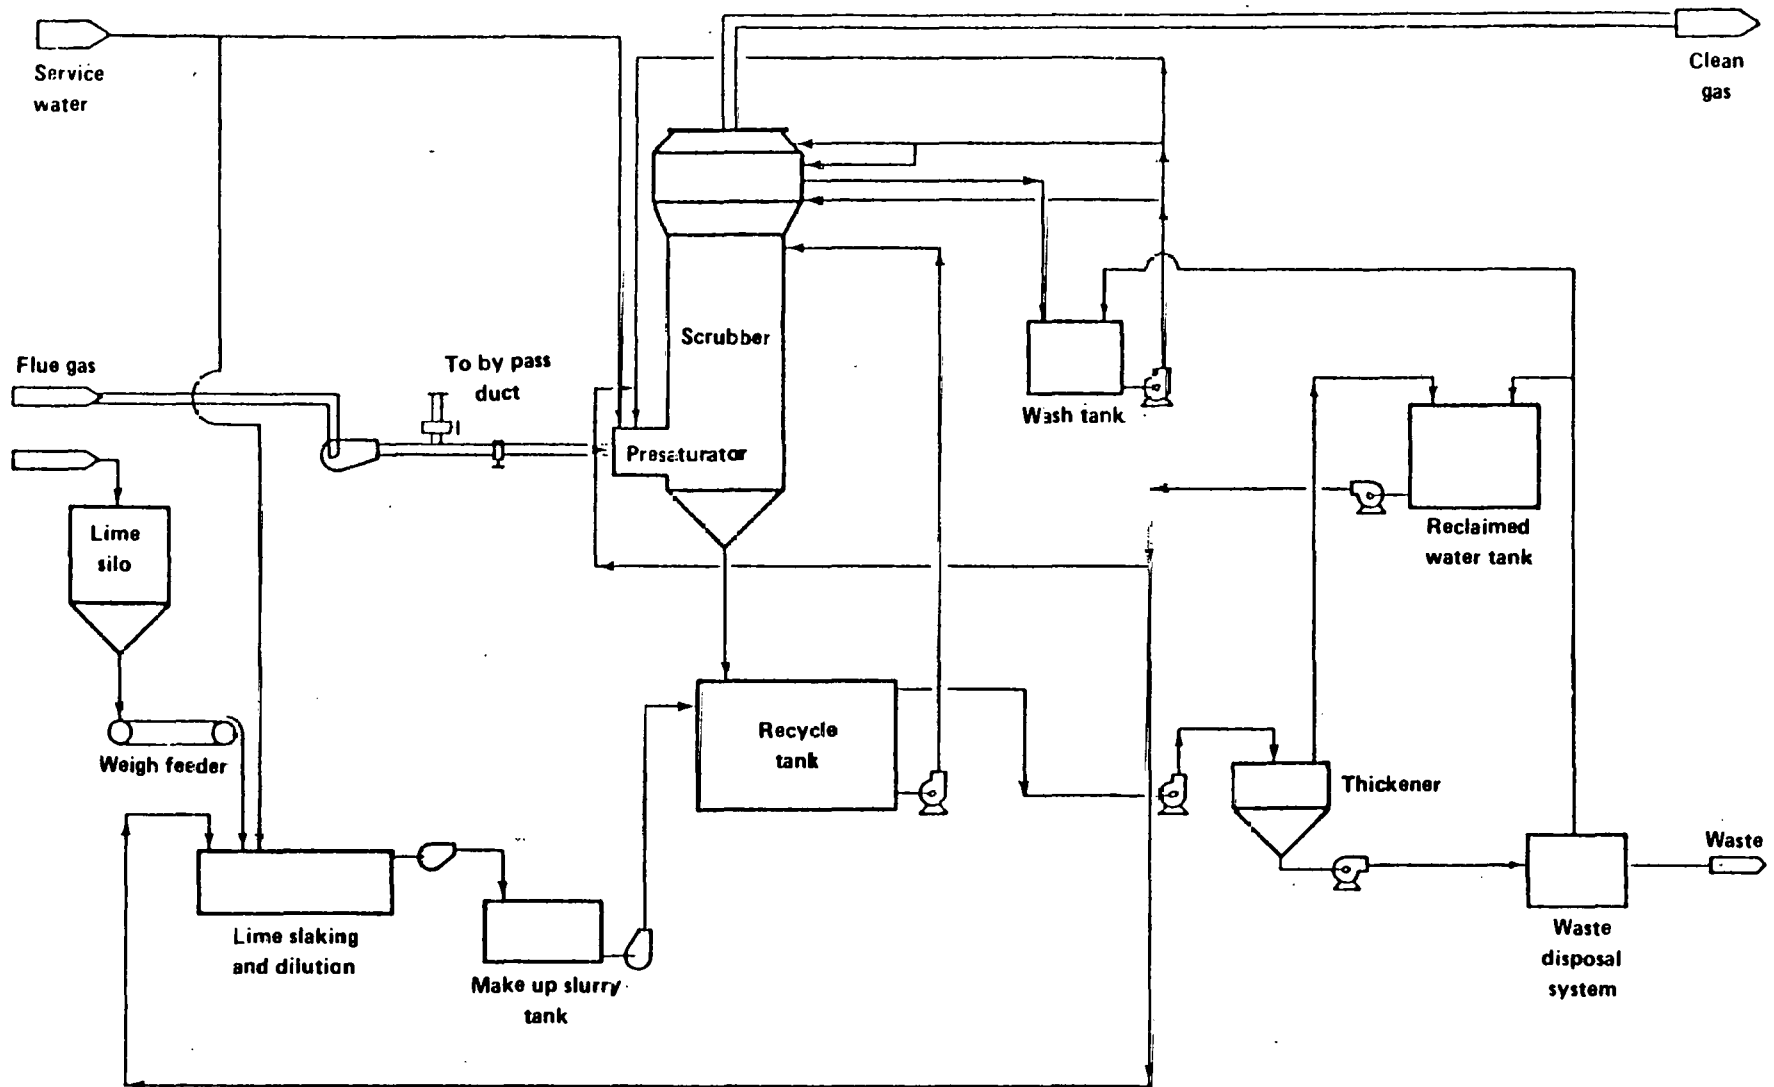 Service
water
Clean
gas
Scrubber
Flue gas
To by pass
duct
Wash tank
Presaturator
Lime
silo
Reclaimed
water tank
Recycle
tank
Weigh feeder
Thickener
Waste
Lime slaking
and dilution
Make up slurry
tank
Waste
disposal
system